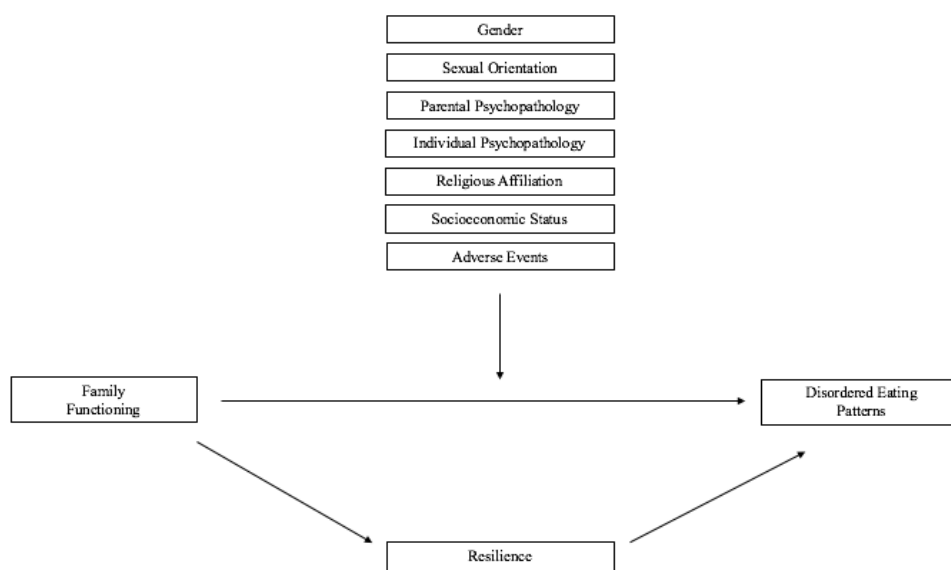 Gender
Sexual Orientation
Parental Psychopathology
Individual Psychopathology
Religious Affiliation
Socioeconomic Status
Adverse Events
Family
Functioning
Disordered Eating
Patterns
Resilience